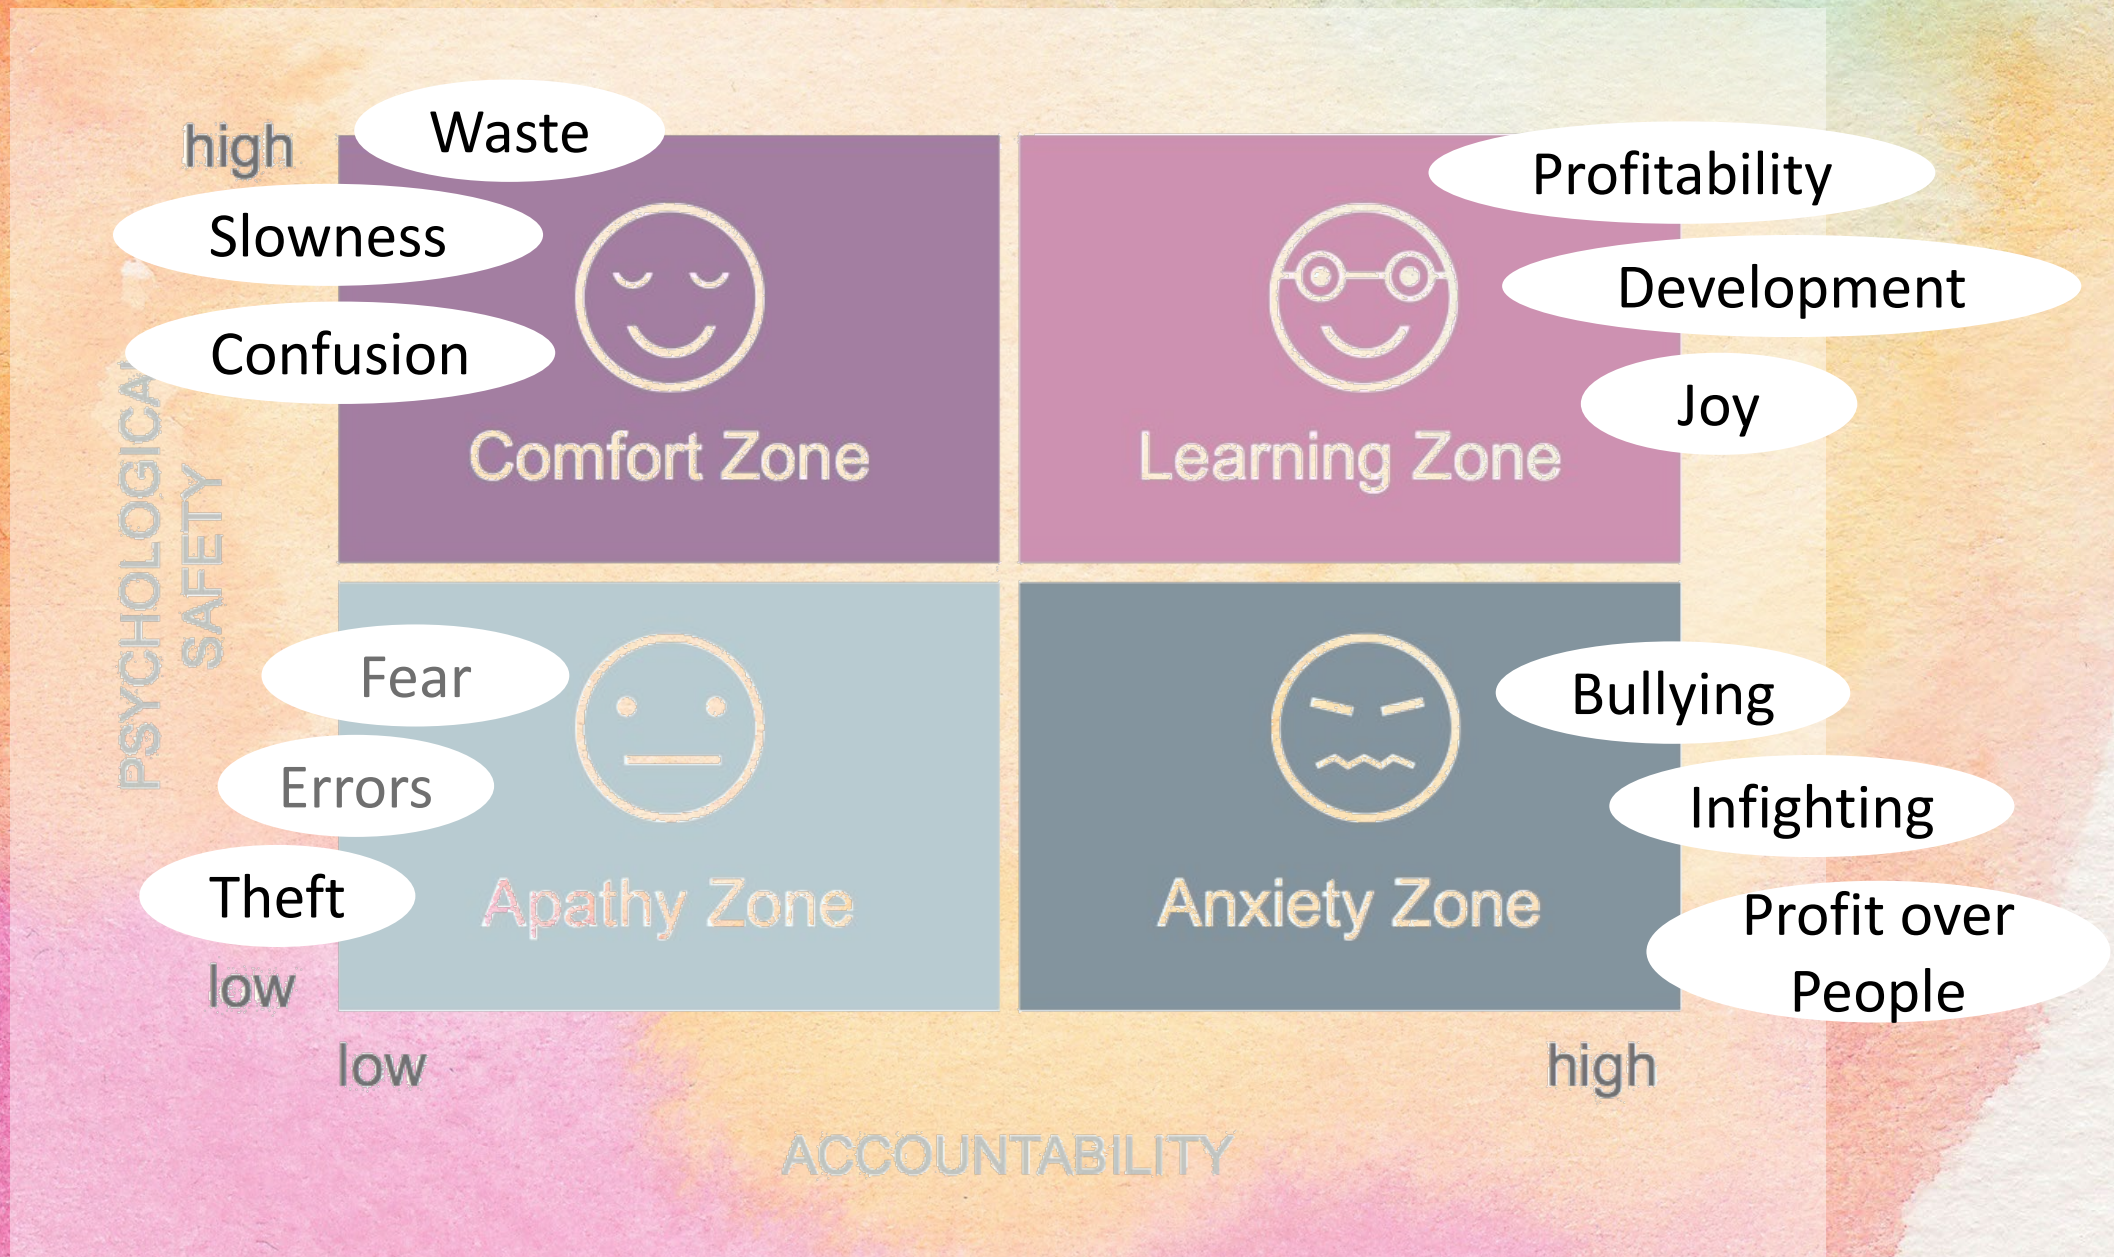 high
Waste
Slowness
Confusion
Comfort Zone
Profitability
Development
Joy
Learning Zone
PSYCHOLOGICAL
SAFETY
Fear
Errors
Theft
Apathy Zone
Bullying
Infighting
Profit over
People
Anxiety Zone
low
low
high
ACCOUNTABILITY